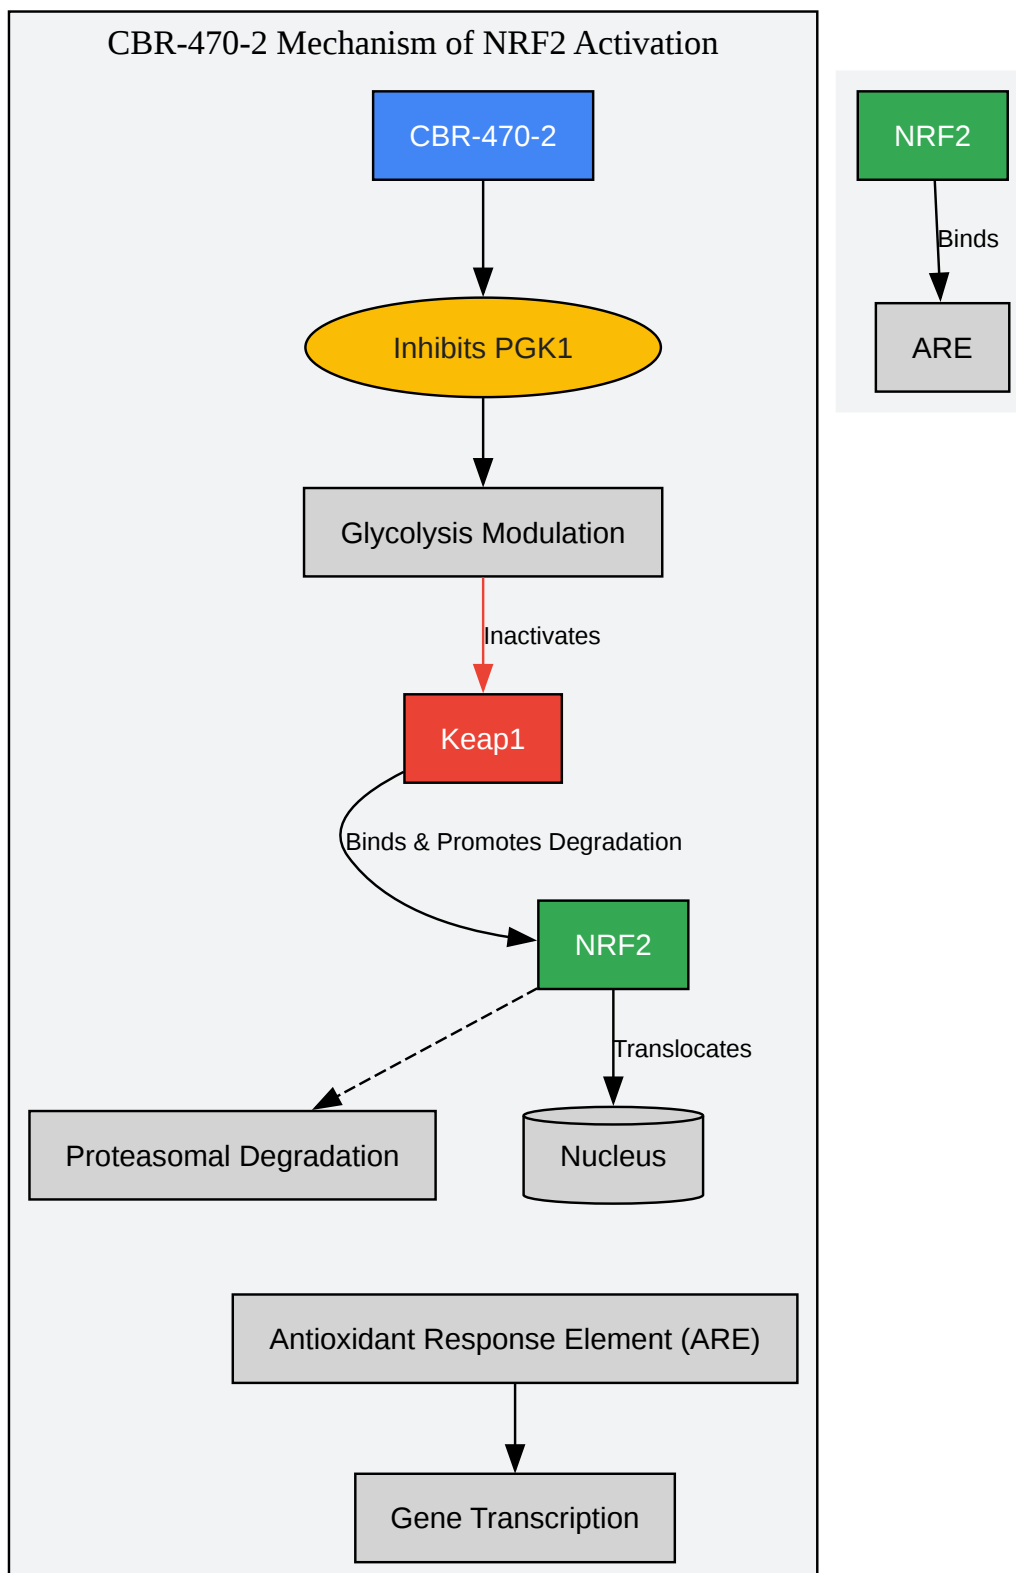 CBR-470-2 Mechanism of NRF2 Activation
CBR-470-2
Inhibits PGK1
Glycolysis Modulation
Inactivates
Keap1
Binds & Promotes Degradation
NRF2
Translocates
Proteasomal Degradation
Nucleus
Antioxidant Response Element (ARE)
Gene Transcription
NRF2
Binds
ARE